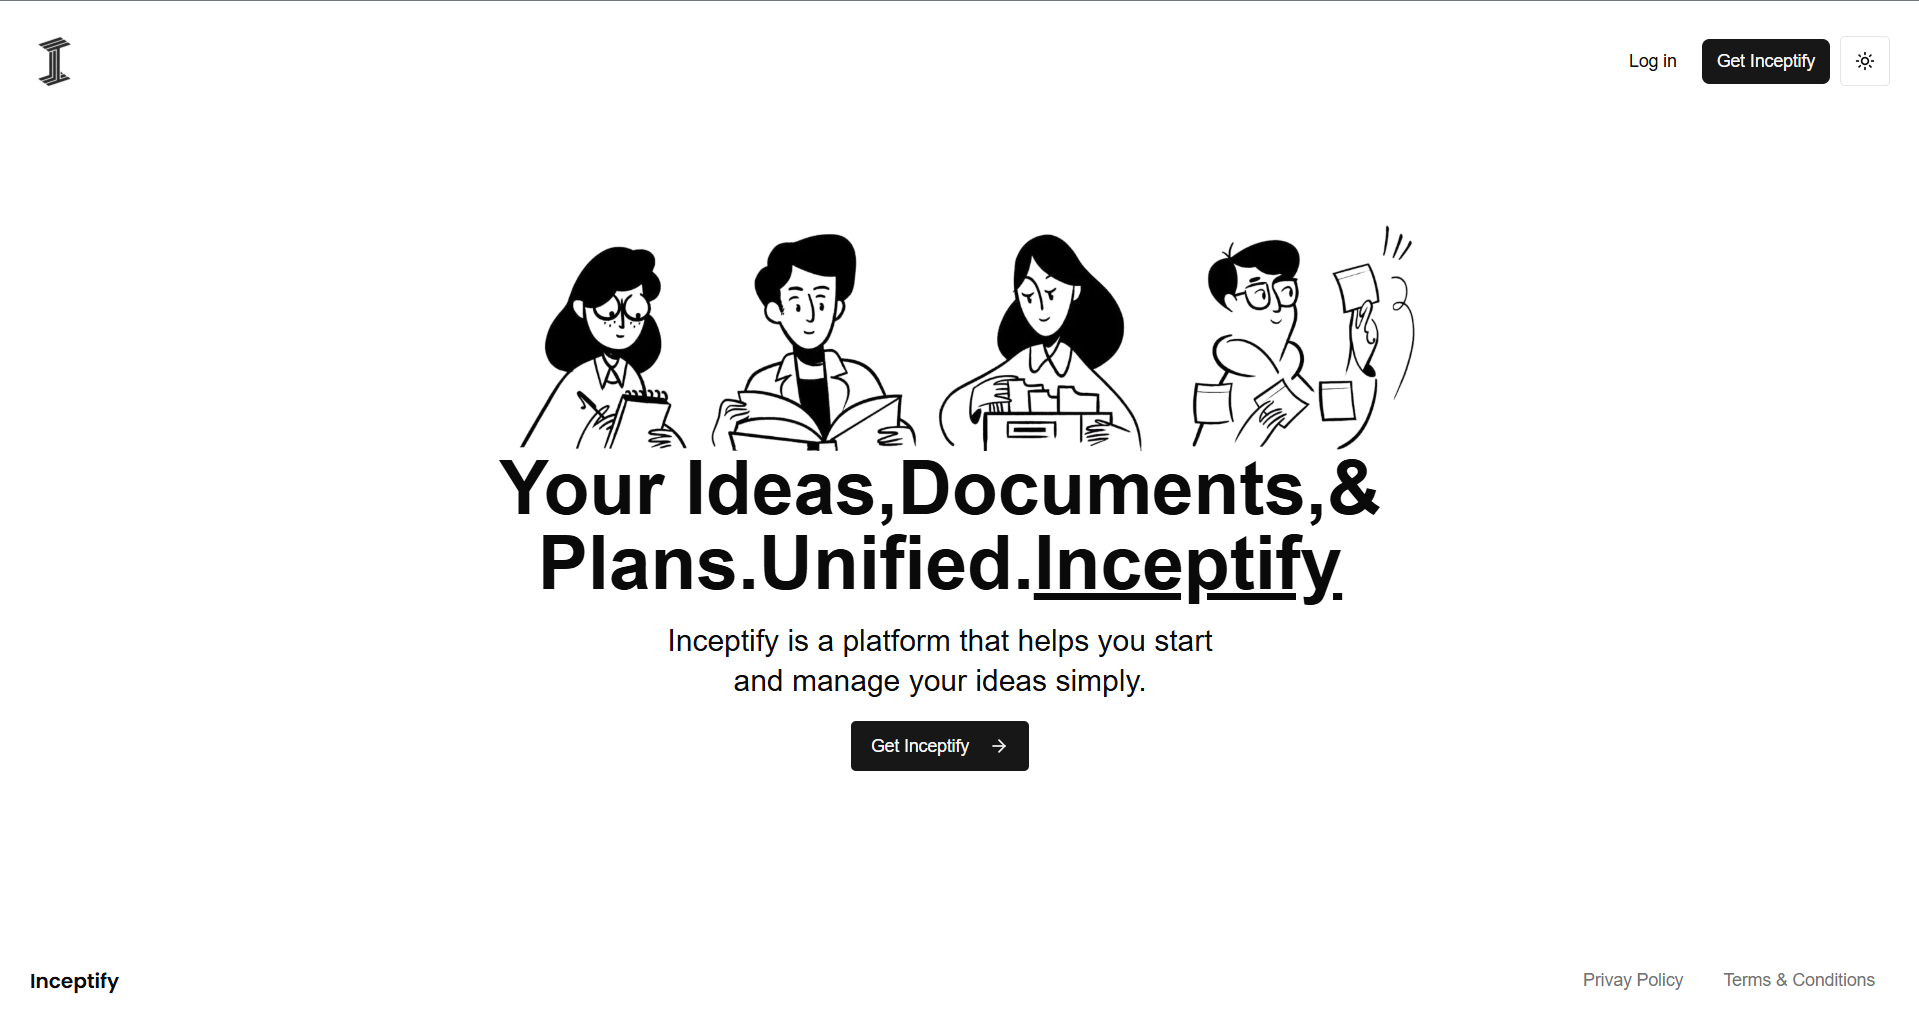 Log in
Get Inceptify
Your Ideas,Documents,&
Plans.Unified.Inceptify.
Inceptify is a platform that helps you start
and manage your ideas simply.
Get Inceptify
Inceptify
Privay Policy
Terms & Conditions